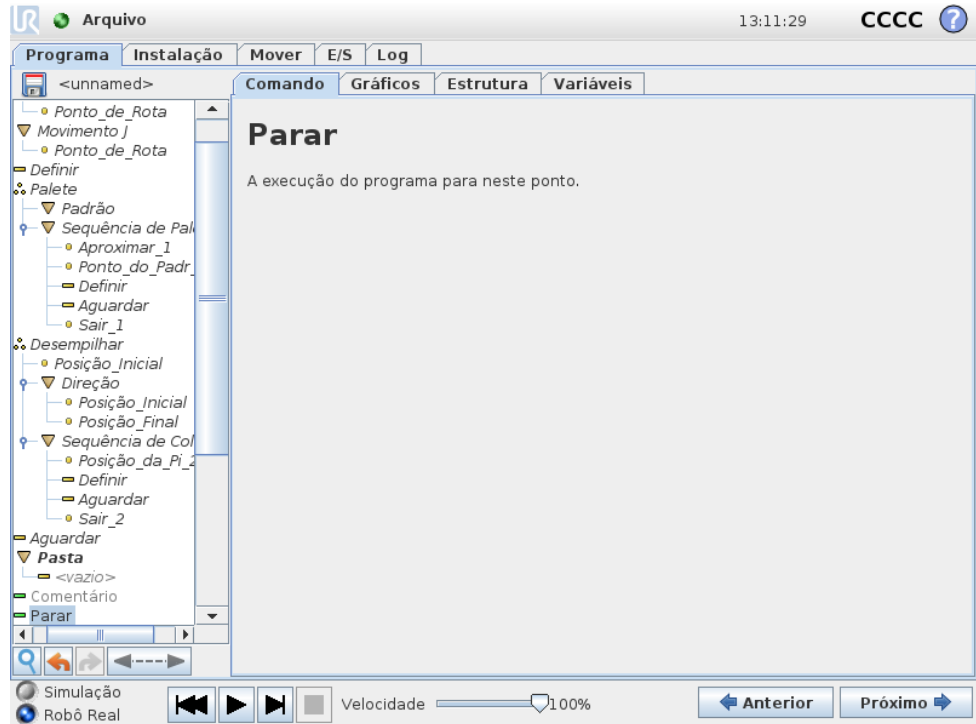 UR Arquivo 13:11:29 CCCC ?
Programa Instalação Mover E/S Log
<unnamed>
Comando Gráficos Estrutura Variáveis
Ponto_de_Rota
Movimento J
Ponto_de_Rota
Definir
Palete
Padrão
Sequência de Pal
Aproximar_1
Ponto_do_Padr_
Definir
Aguardar
Sair_1
Desempilhar
Posição_Inicial
Direção
Posição_Inicial
Posição_Final
Sequência de Col
Posição_da_Pi_2
Definir
Aguardar
Sair_2
Aguardar
Pasta
<vazio>
Comentário
Parar
Parar
A execução do programa para neste ponto.
Simulação
Robô Real
Velocidade 100%
Anterior Próximo